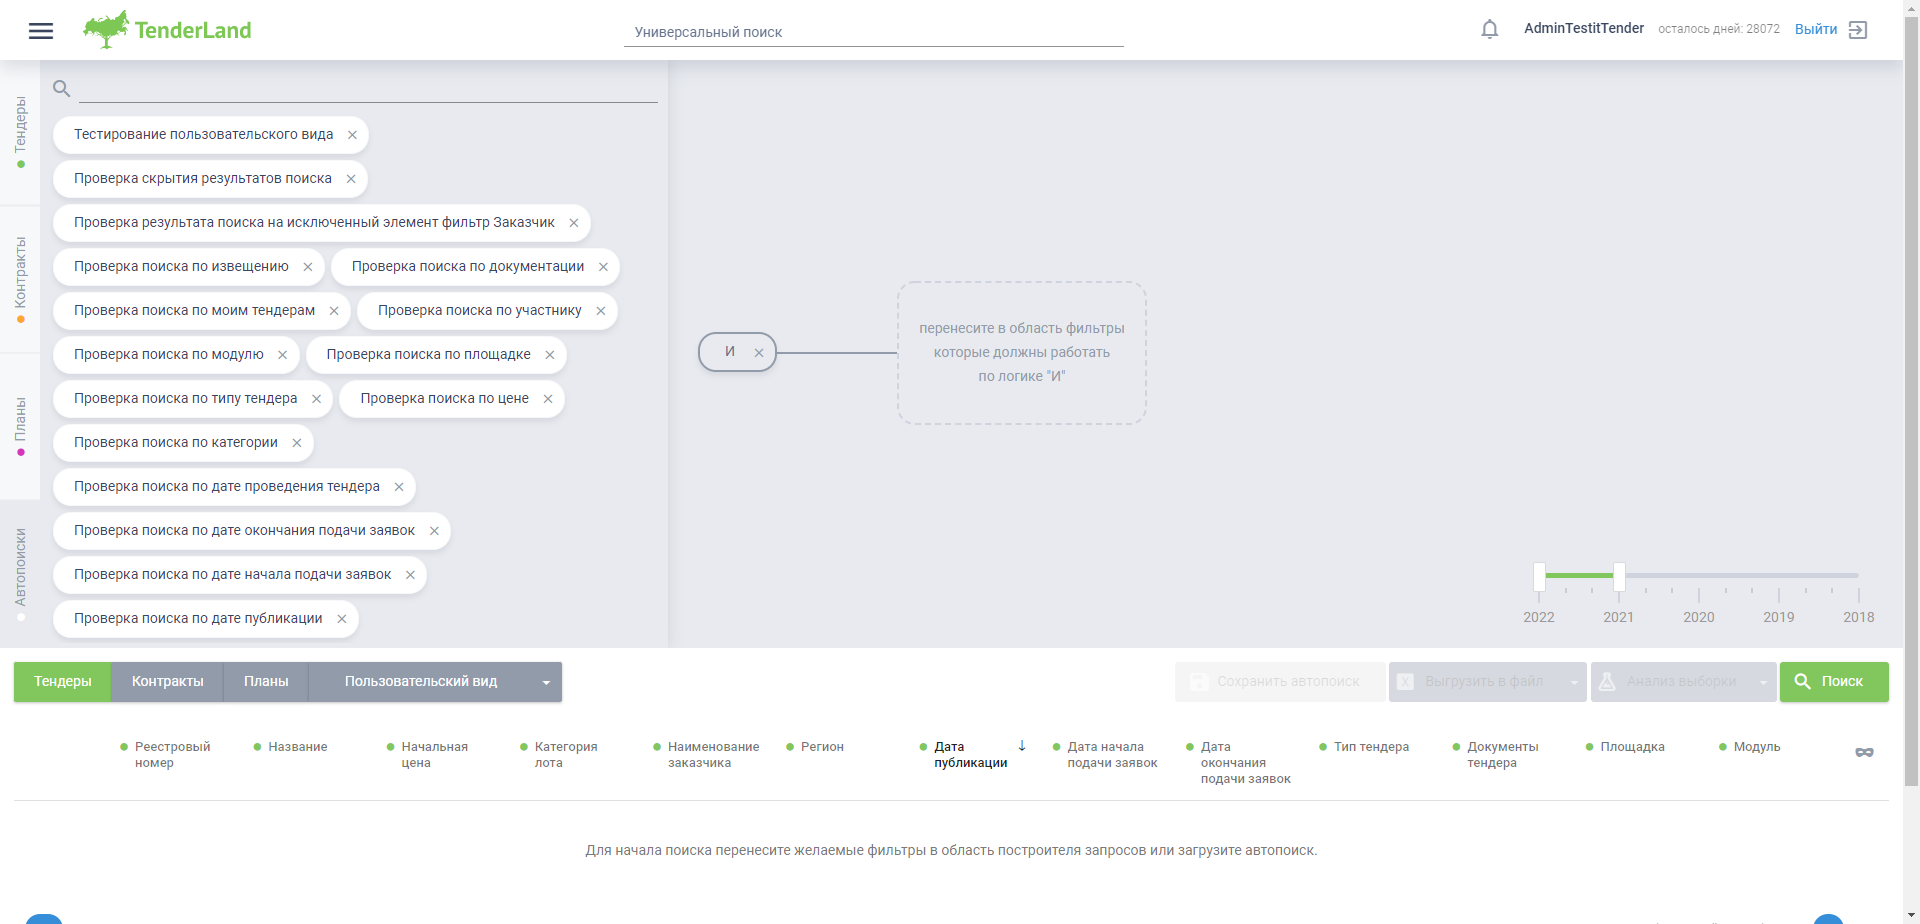 TenderLand
Универсальный поиск
AdminTestitTender
осталось дней: 28072
Выйти
Тендеры
Контракты
Планы
Автопоиски
Тестирование пользовательского вида
Проверка скрытия результатов поиска
Проверка результата поиска на исключенный элемент фильтр Заказчик
Проверка поиска по извещению
Проверка поиска по документации
Проверка поиска по моим тендерам
Проверка поиска по участнику
Проверка поиска по модулю
Проверка поиска по площадке
Проверка поиска по типу тендера
Проверка поиска по цене
Проверка поиска по категории
Проверка поиска по дате проведения тендера
Проверка поиска по дате окончания подачи заявок
Проверка поиска по дате начала подачи заявок
Проверка поиска по дате публикации
И
перенесите в область фильтры
которые должны работать
по логике "И"
2022
2021
2020
2019
2018
Тендеры
Контракты
Планы
Пользовательский вид
Сохранить автопоиск
Выгрузить в файл
Анализ выборки
Поиск
Реестровый
номер
Название
Начальная
цена
Категория
лота
Наименование
заказчика
Регион
Дата
публикации
Дата начала
подачи заявок
Дата
окончания
подачи заявок
Тип тендера
Документы
тендера
Площадка
Модуль
Для начала поиска перенесите желаемые фильтры в область построителя запросов или загрузите автопоиск.